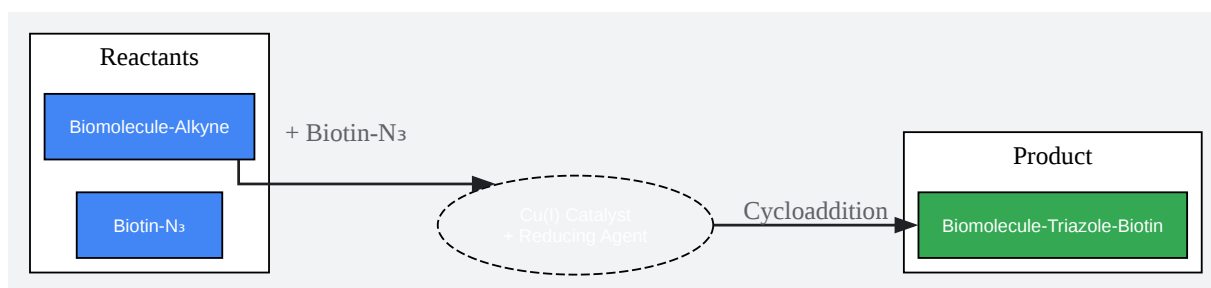 Reactants
Biomolecule-Alkyne
+ Biotin-N₃
Biotin-N₃
Cu(I) Catalyst
+ Reducing Agent
Cycloaddition
Product
Biomolecule-Triazole-Biotin